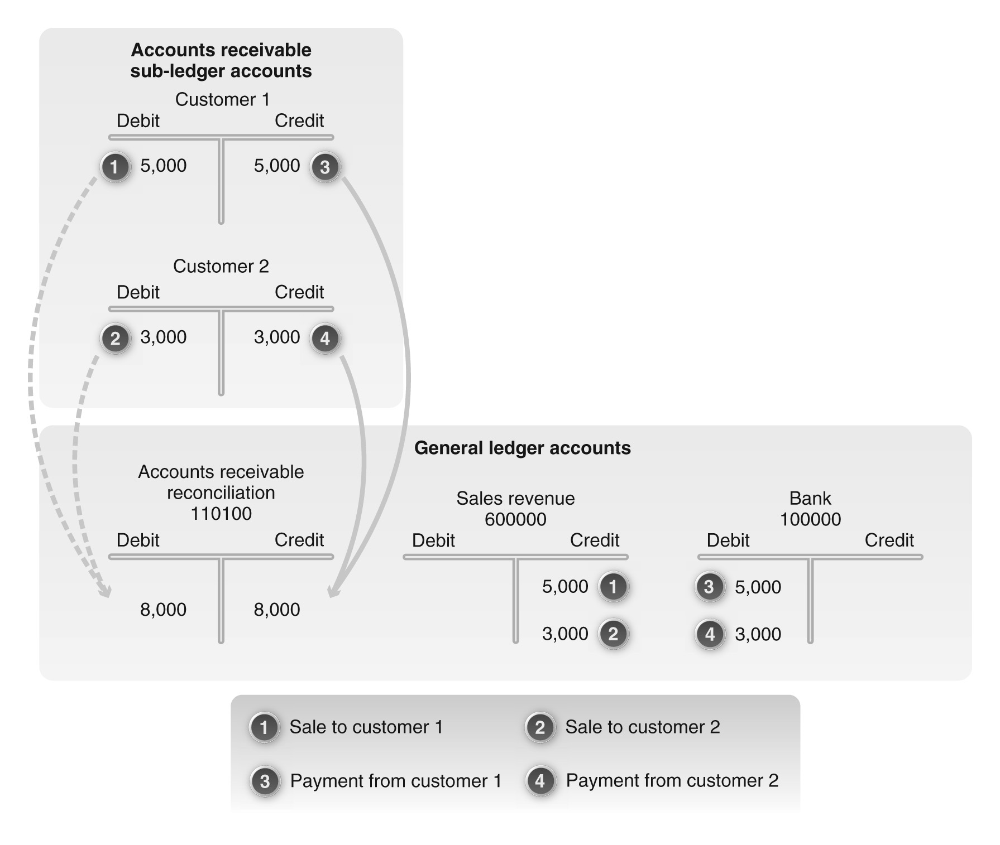 Accounts receivable
sub-ledger accounts
Customer 1
Debit Credit
1 5,000 5,000 3
Customer 2
Debit Credit
2 3,000 3,000 4
General ledger accounts
Accounts receivable
reconciliation
110100
Debit Credit
8,000 8,000
Sales revenue
600000
Debit Credit
5,000 1
3,000 2
Bank
100000
Debit Credit
3 5,000
4 3,000
1 Sale to customer 1
2 Sale to customer 2
3 Payment from customer 1
4 Payment from customer 2